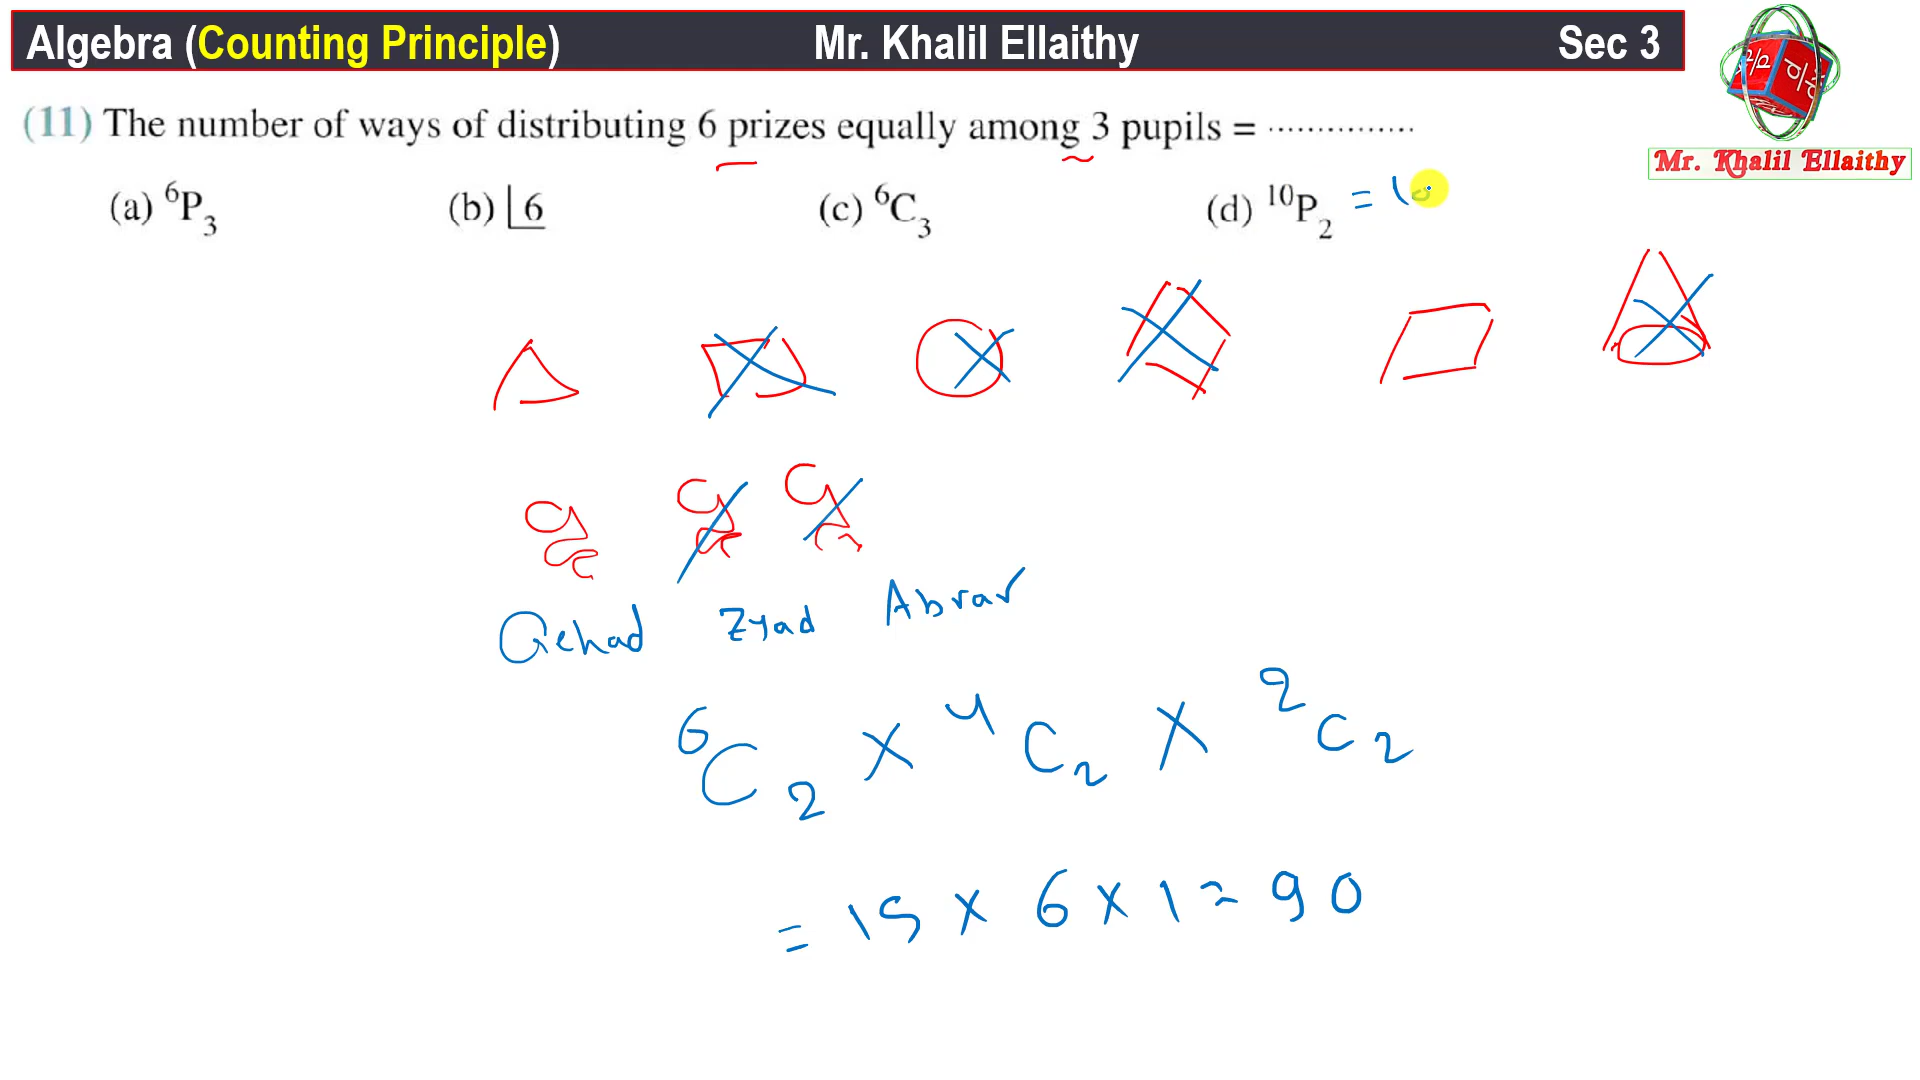 Algebra (Counting Principle) Mr. Khalil Ellaithy Sec 3
Mr. Khalil Ellaithy
(11) The number of ways of distributing 6 prizes equally among 3 pupils = ...............
(a) ⁶P₃ (b) ⌊6 (c) ⁶C₃ (d) ¹⁰P₂ = 10
Gehad Zyad Abrar
⁶C₂ × ⁴C₂ × ²C₂
= 15 × 6 × 1 = 90